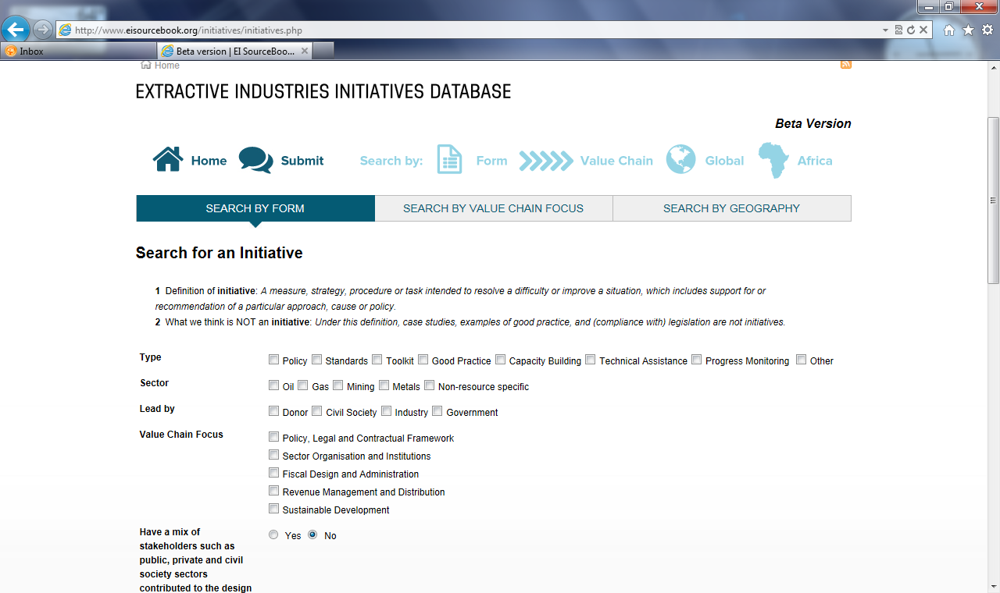 http://www.eisourcebook.org/initiatives/initiatives.php
Inbox
Beta version | EI SourceBoo...
Home
EXTRACTIVE INDUSTRIES INITIATIVES DATABASE
Beta Version
Home Submit Search by: Form Value Chain Global Africa
SEARCH BY FORM SEARCH BY VALUE CHAIN FOCUS SEARCH BY GEOGRAPHY
Search for an Initiative
1 Definition of initiative: A measure, strategy, procedure or task intended to resolve a difficulty or improve a situation, which includes support for or
recommendation of a particular approach, cause or policy.
2 What we think is NOT an initiative: Under this definition, case studies, examples of good practice, and (compliance with) legislation are not initiatives.
Type Policy Standards Toolkit Good Practice Capacity Building Technical Assistance Progress Monitoring Other
Sector Oil Gas Mining Metals Non-resource specific
Lead by Donor Civil Society Industry Government
Value Chain Focus Policy, Legal and Contractual Framework
Sector Organisation and Institutions
Fiscal Design and Administration
Revenue Management and Distribution
Sustainable Development
Have a mix of Yes No
stakeholders such as
public, private and civil
society sectors
contributed to the design